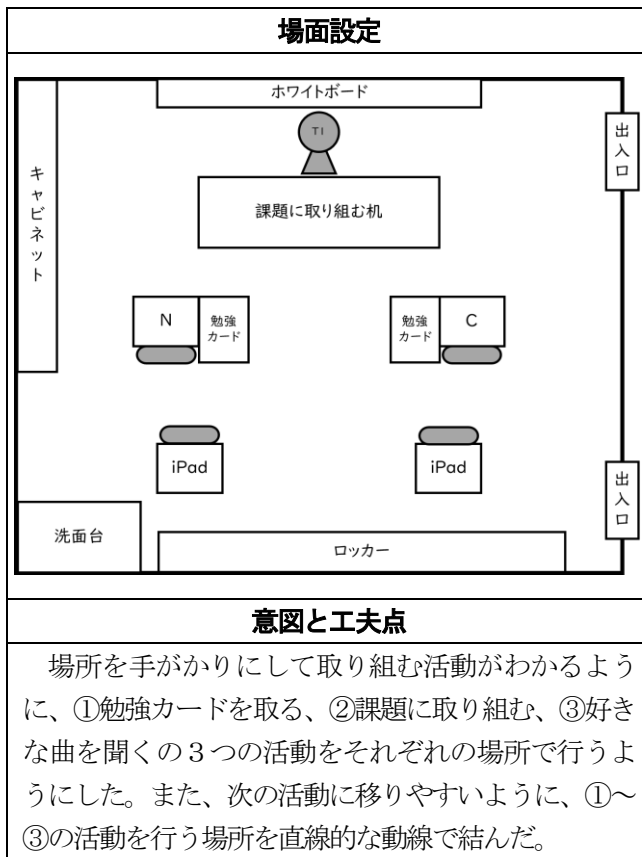 場面設定
ホワイトボード
T1
出入口
キャビネット
課題に取り組む机
N
勉強
カード
勉強
カード
C
iPad
iPad
出入口
洗面台
ロッカー
意図と工夫点
場所を手がかりにして取り組む活動がわかるよう
に、①勉強カードを取る、②課題に取り組む、③好き
な曲を聞くの３つの活動をそれぞれの場所で行うよ
うにした。また、次の活動に移りやすいように、①～
③の活動を行う場所を直線的な動線で結んだ。